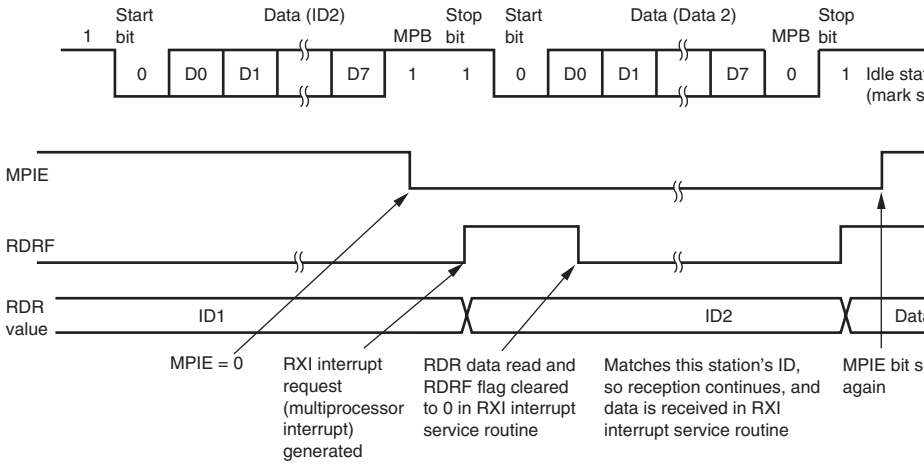 Start bit Data (ID2) Stop bit Start bit Data (Data 2) Stop bit
1 MPB MPB
0 D0 D1 D7 1 1 0 D0 D1 D7 0 1 Idle
(mark
MPIE
RDRF
RDR value ID1 ID2
MPIE = 0
RXI interrupt
request
(multiprocessor
interrupt)
generated
RDR data read and
RDRF flag cleared
to 0 in RXI interrupt
service routine
Matches this station's ID,
so reception continues, and
data is received in RXI
interrupt service routine
MPIE bit
again